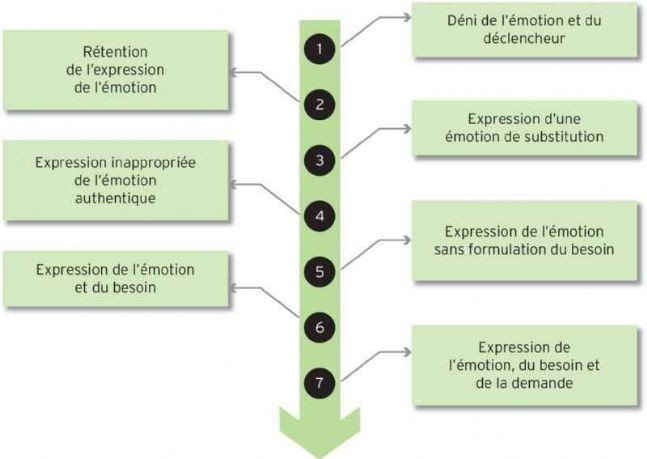 1
Déni de l'émotion et du
déclencheur
Rétention
de l'expression
de l'émotion
2
3
Expression d'une
émotion de substitution
Expression inappropriée
de l'émotion
authentique
4
5
Expression de l'émotion
sans formulation du besoin
Expression de l'émotion
et du besoin
6
7
Expression de
l'émotion, du besoin et
de la demande